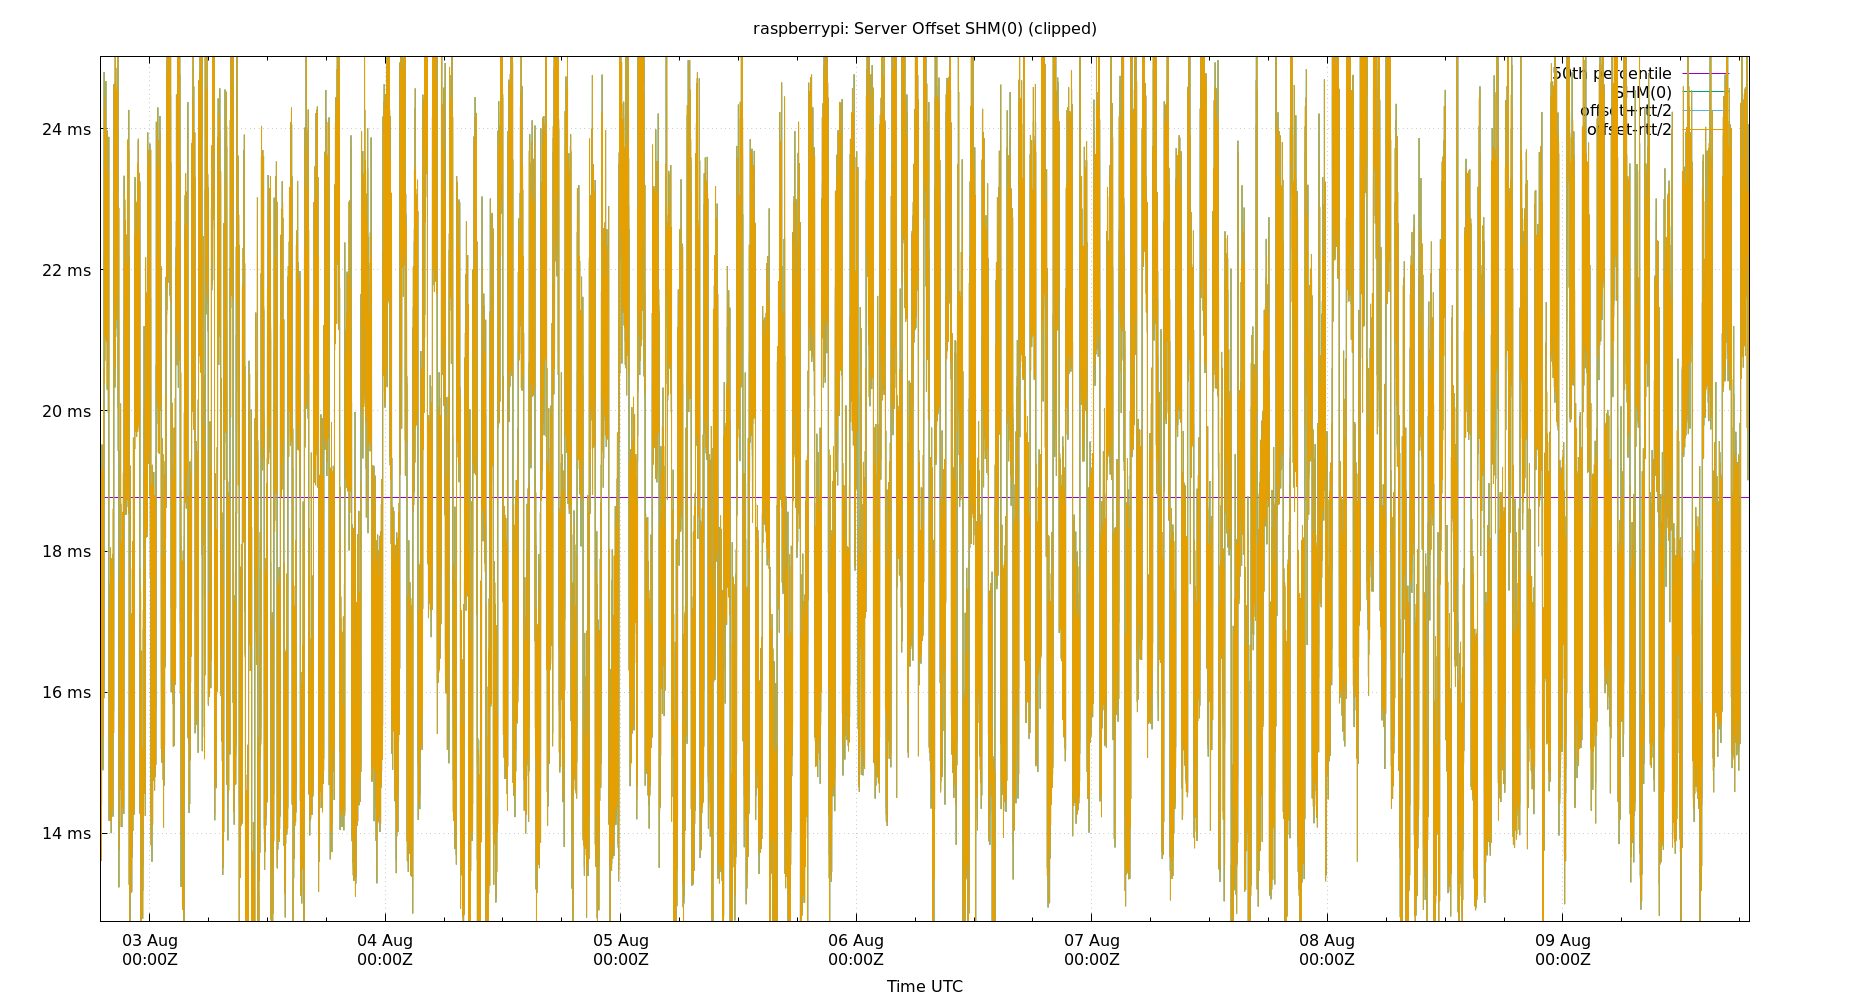 raspberrypi: Server Offset SHM(0) (clipped)
50th percentile
SHM(0)
offset+rtt/2
offset-rtt/2
24 ms
22 ms
20 ms
18 ms
16 ms
14 ms
03 Aug 04 Aug 05 Aug 06 Aug 07 Aug 08 Aug 09 Aug
00:00Z 00:00Z 00:00Z 00:00Z 00:00Z 00:00Z 00:00Z
Time UTC